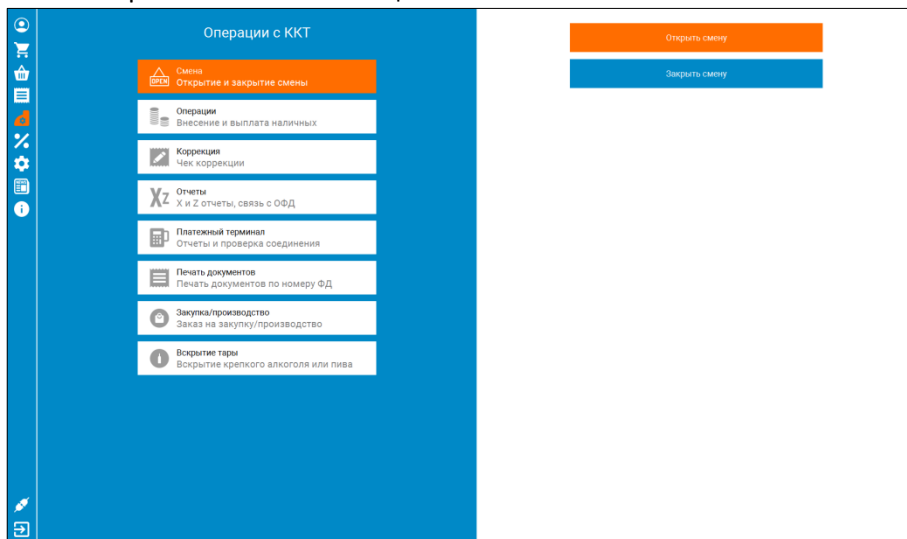 Операции с ККТ
Смена
Открытие и закрытие смены
Операции
Внесение и выплата наличных
Коррекция
Чек коррекции
Отчеты
X и Z отчеты, связь с ОФД
Платежный терминал
Отчеты и проверка соединения
Печать документов
Печать документов по номеру ФД
Закупка/производство
Заказ на закупку/производство
Вскрытие тары
Вскрытие крепкого алкоголя или пива
Открыть смену
Закрыть смену
OPEN
XZ